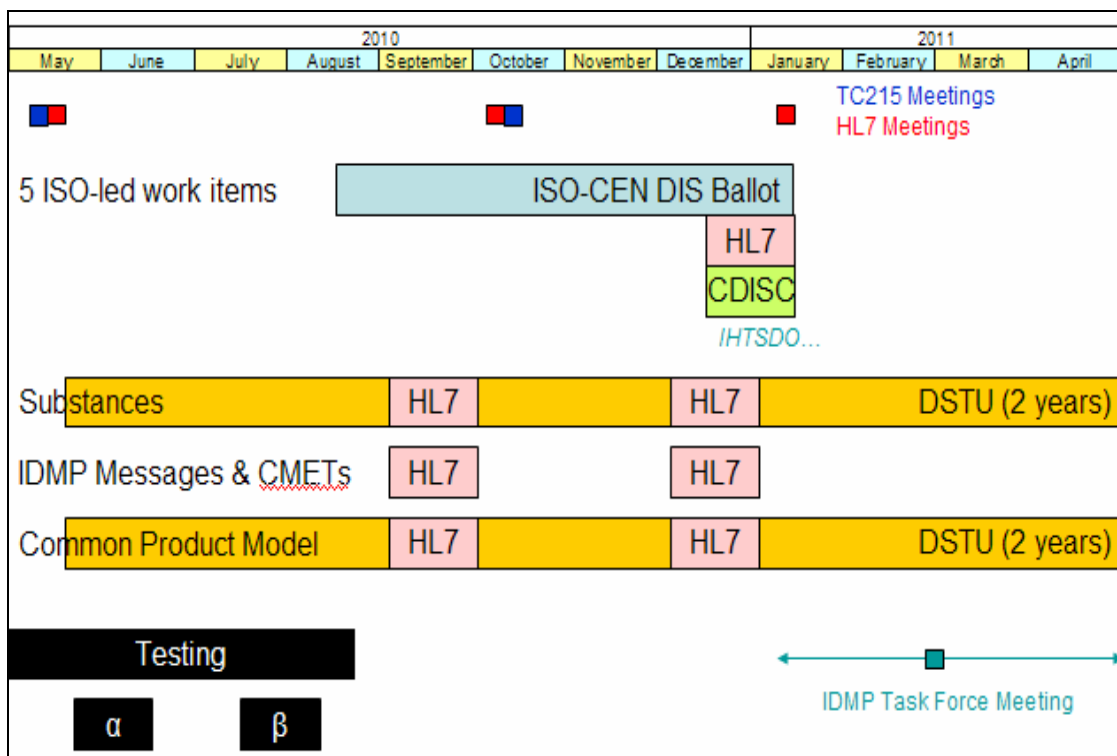 2010 2011
May June July August September October November December January February March April
TC215 Meetings
HL7 Meetings
5 ISO-led work items ISO-CEN DIS Ballot
HL7
CDISC
IHTSDO...
Substances HL7 HL7 DSTU (2 years)
IDMP Messages & CMETs HL7 HL7
Common Product Model HL7 HL7 DSTU (2 years)
Testing
IDMP Task Force Meeting
α β